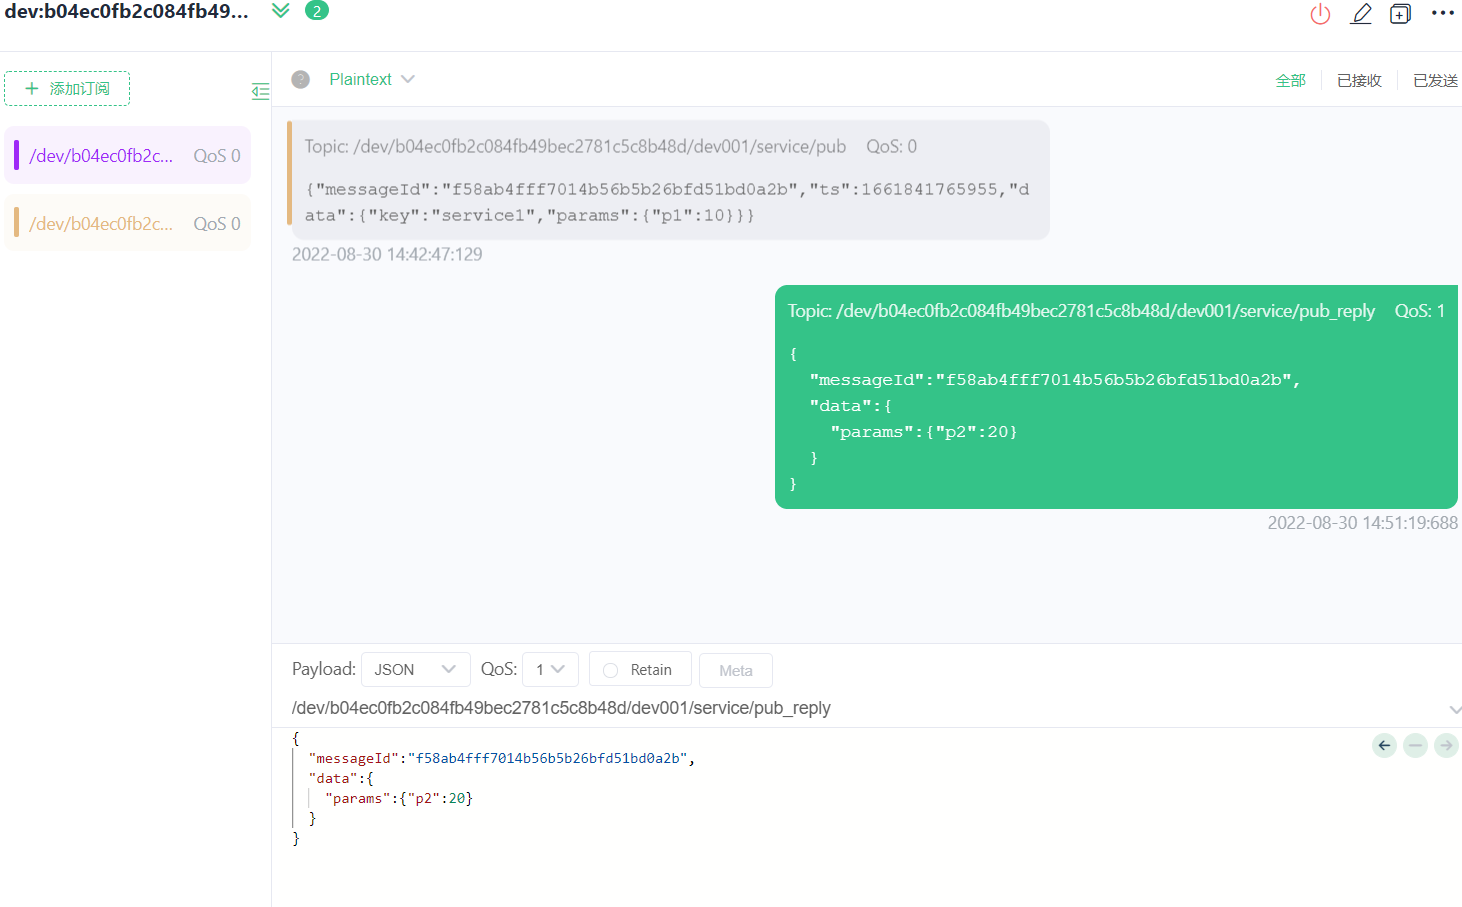 dev:b04ec0fb2c084fb49... 2
添加订阅
/dev/b04ec0fb2c... QoS 0
/dev/b04ec0fb2c... QoS 0
Plaintext
全部 已接收 已发送
Topic: /dev/b04ec0fb2c084fb49bec2781c5c8b48d/dev001/service/pub QoS: 0
{"messageId":"f58ab4fff7014b56b5b26bfd51bd0a2b","ts":1661841765955,"d
ata":{"key":"service1","params":{"p1":10}}}
2022-08-30 14:42:47:129
Topic: /dev/b04ec0fb2c084fb49bec2781c5c8b48d/dev001/service/pub_reply QoS: 1
{
"messageId":"f58ab4fff7014b56b5b26bfd51bd0a2b",
"data":{
"params":{"p2":20}
}
}
2022-08-30 14:51:19:688
Payload: JSON QoS: 1 Retain Meta
/dev/b04ec0fb2c084fb49bec2781c5c8b48d/dev001/service/pub_reply
{
"messageId":"f58ab4fff7014b56b5b26bfd51bd0a2b",
"data":{
"params":{"p2":20}
}
}